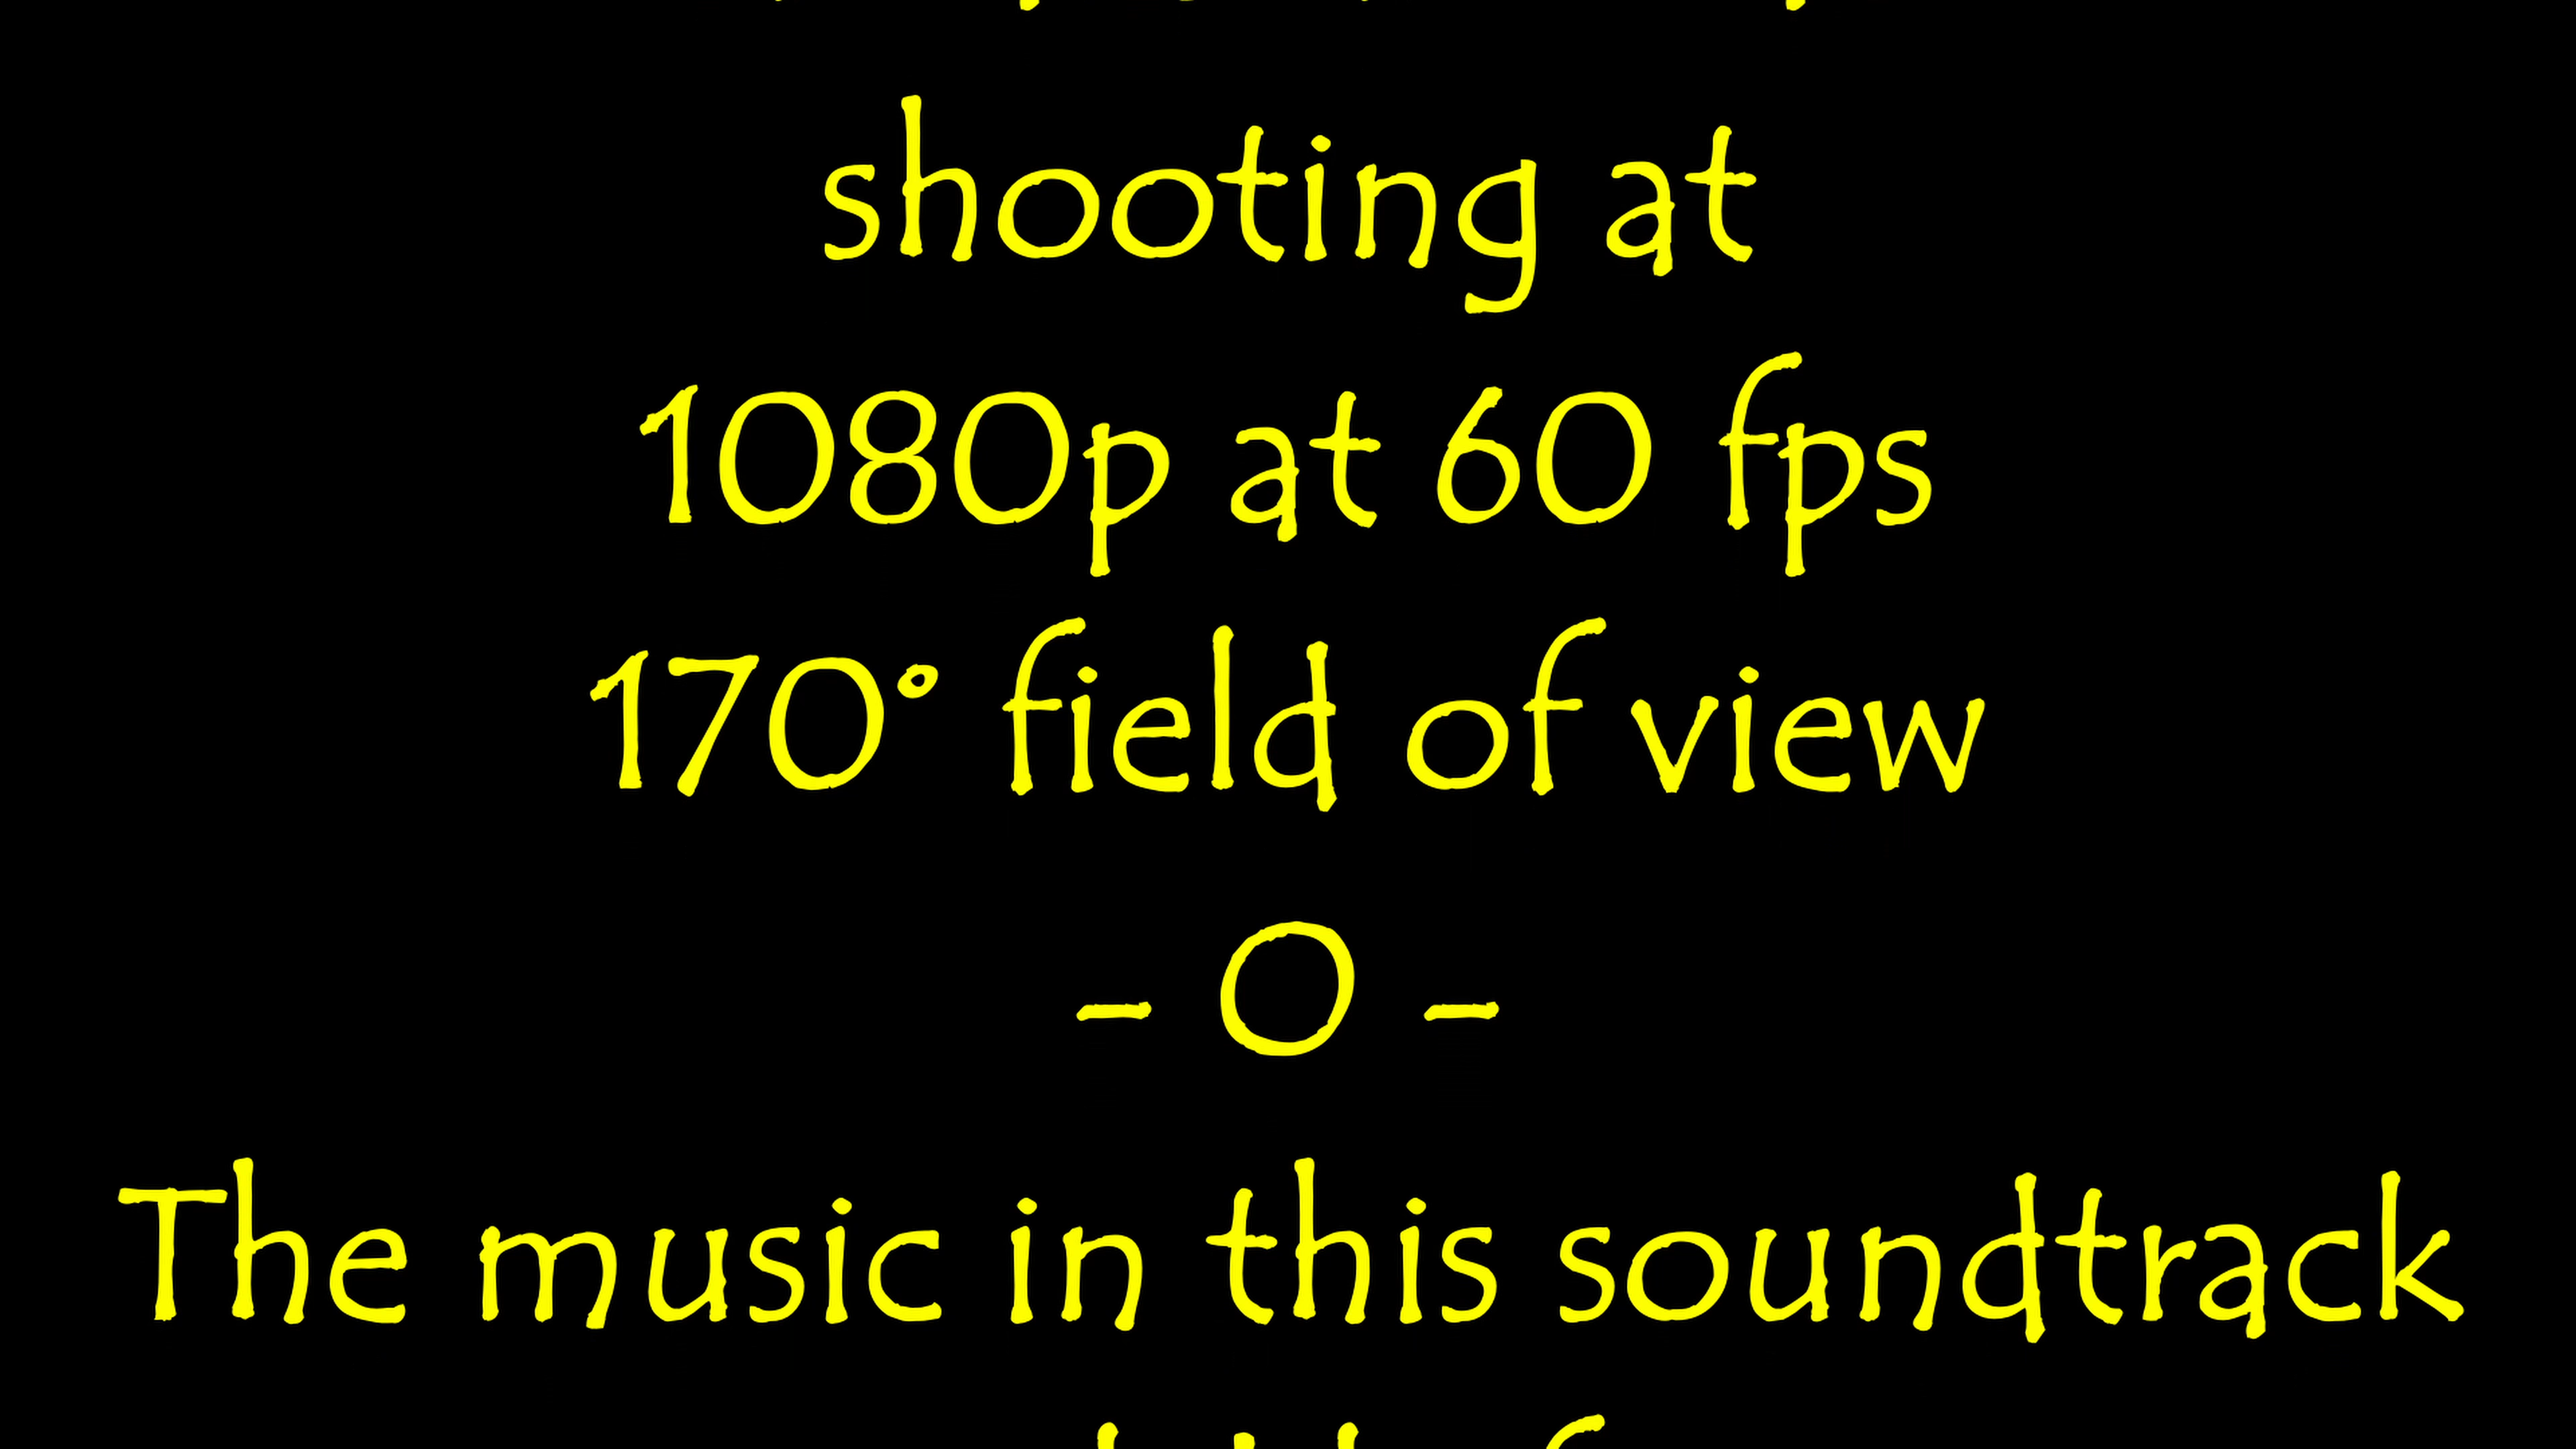 shooting at
1080p at 60 fps
170° field of view
- O -
The music in this soundtrack